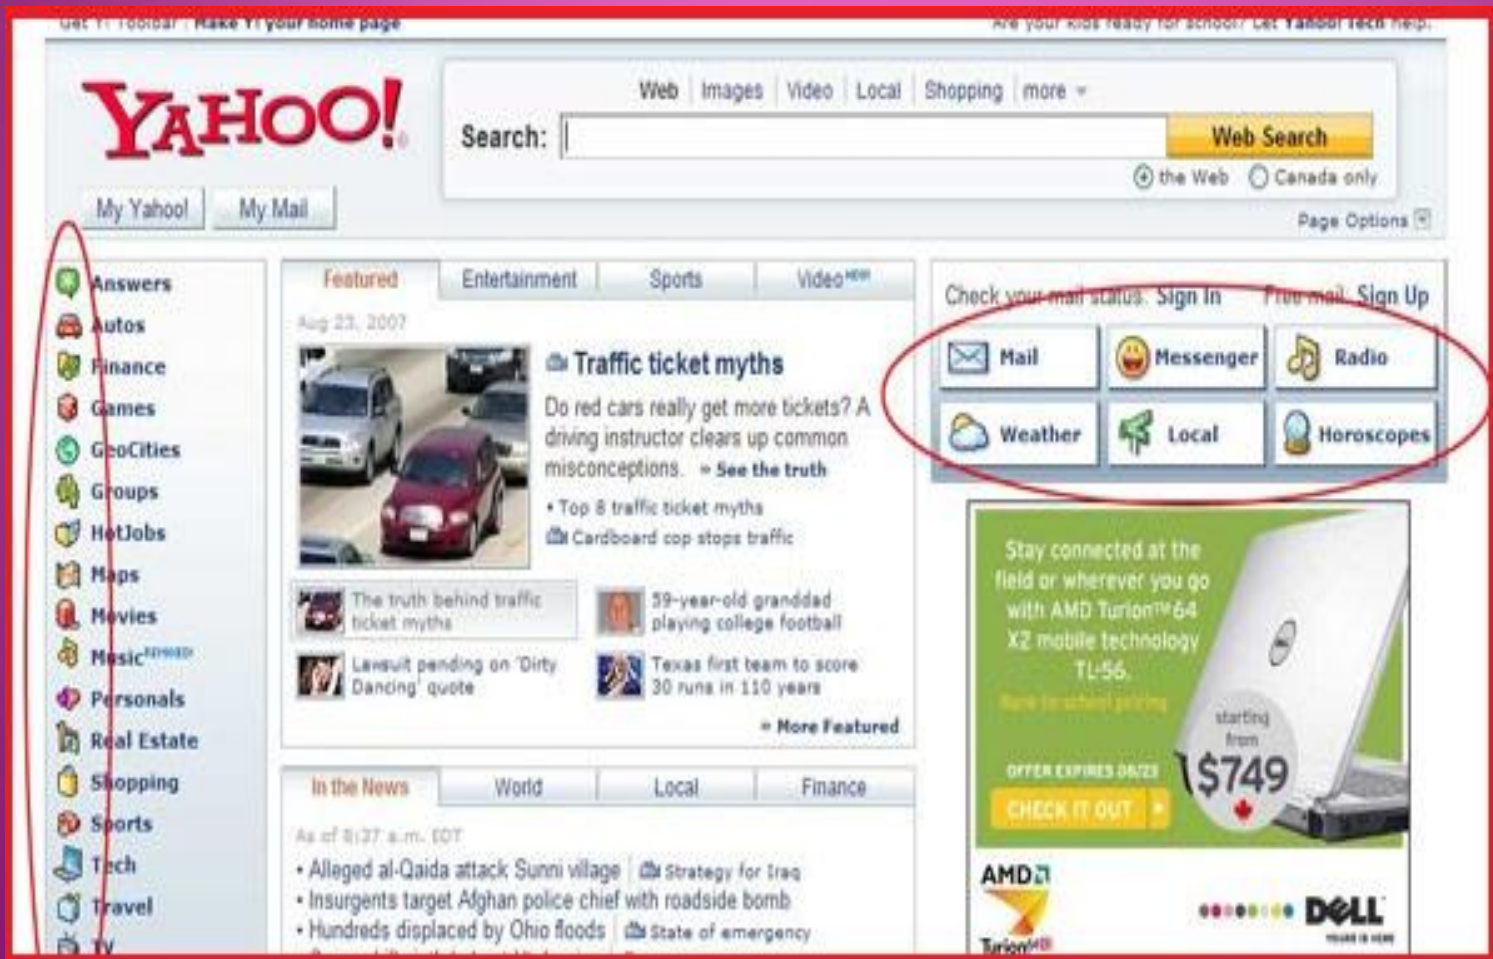 Get Y! Toolbar | Make Y! your home page
Are your kids ready for school? Let Yahoo! Tech help.
YAHOO!
Web | Images | Video | Local | Shopping | more
Search:
Web Search
the Web
Canada only
My Yahoo!
My Mail
Page Options
Answers
Autos
Finance
Games
GeoCities
Groups
HotJobs
Maps
Movies
Music
Personals
Real Estate
Shopping
Sports
Tech
Travel
TV
Featured
Entertainment
Sports
Video
Aug 23, 2007
Traffic ticket myths
Do red cars really get more tickets? A
driving instructor clears up common
misconceptions. » See the truth
• Top 8 traffic ticket myths
Cardboard cop stops traffic
The truth behind traffic
ticket myths
59-year-old granddad
playing college football
Lawsuit pending on 'Dirty
Dancing' quote
Texas first team to score
30 runs in 110 years
» More Featured
In the News
World
Local
Finance
As of 8:37 a.m. EDT
• Alleged al-Qaida attack Sunni village | Strategy for Iraq
• Insurgents target Afghan police chief with roadside bomb
• Hundreds displaced by Ohio floods | State of emergency
Check your mail status: Sign In
Free mail: Sign Up
Mail
Messenger
Radio
Weather
Local
Horoscopes
Stay connected at the
field or wherever you go
with AMD Turion™ 64
X2 mobile technology
TL-56.
starting
from
$749
OFFER EXPIRES 08/23
CHECK IT OUT
AMD
Turion 64
DELL
YOURS IS HERE